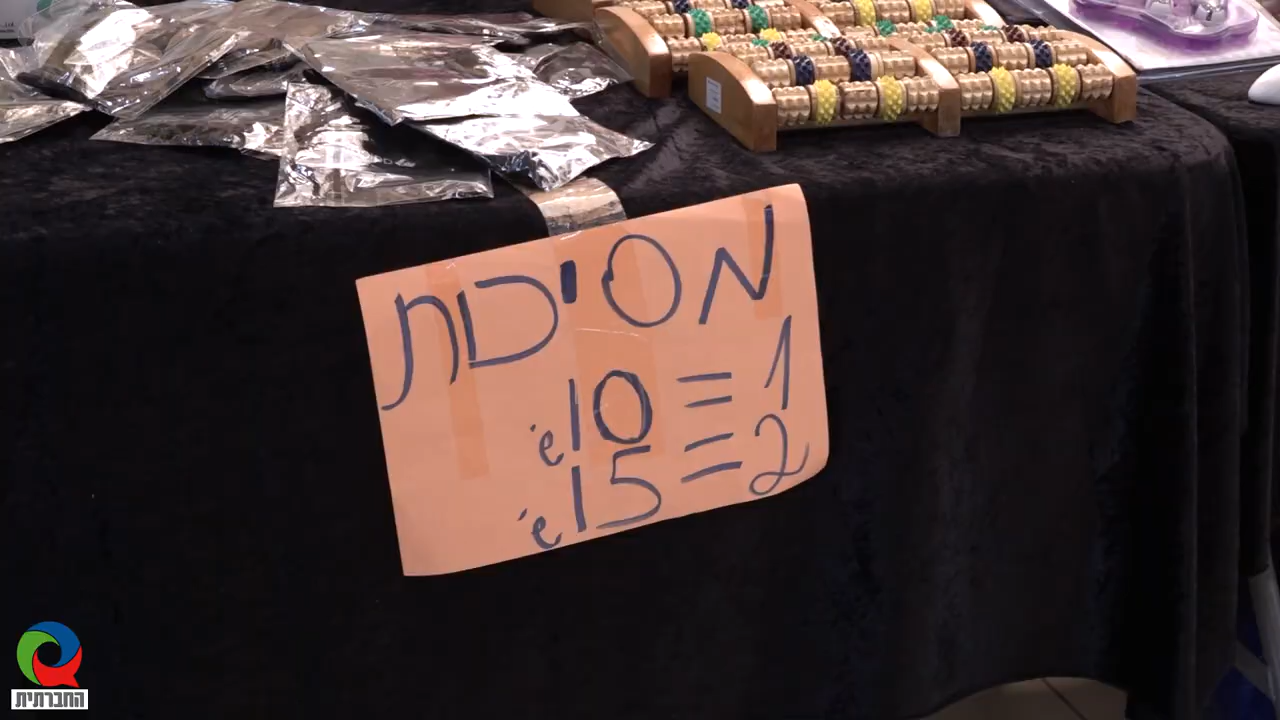 מסיכות
1 = 10 ש'
2 = 15 ש'
החברתית